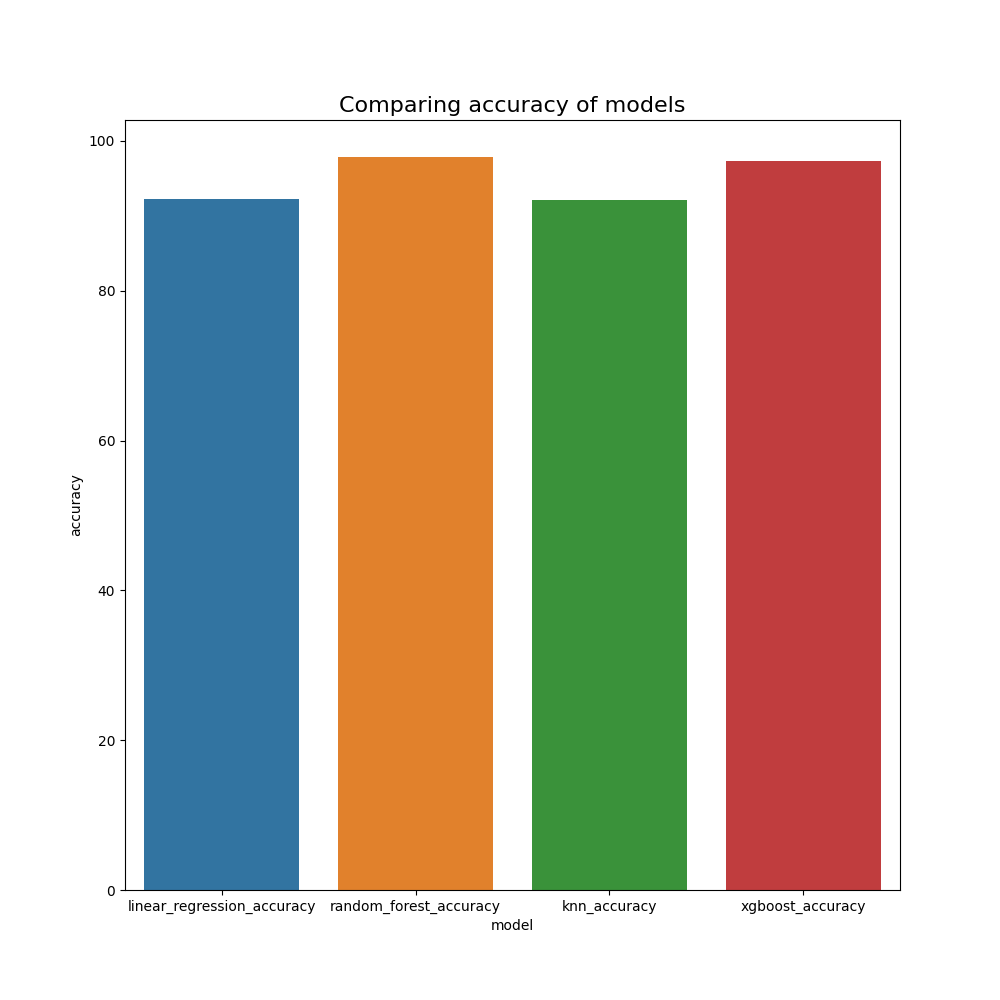 Comparing accuracy of models
100
80
60
40
20
0
accuracy
linear_regression_accuracy random_forest_accuracy knn_accuracy xgboost_accuracy
model